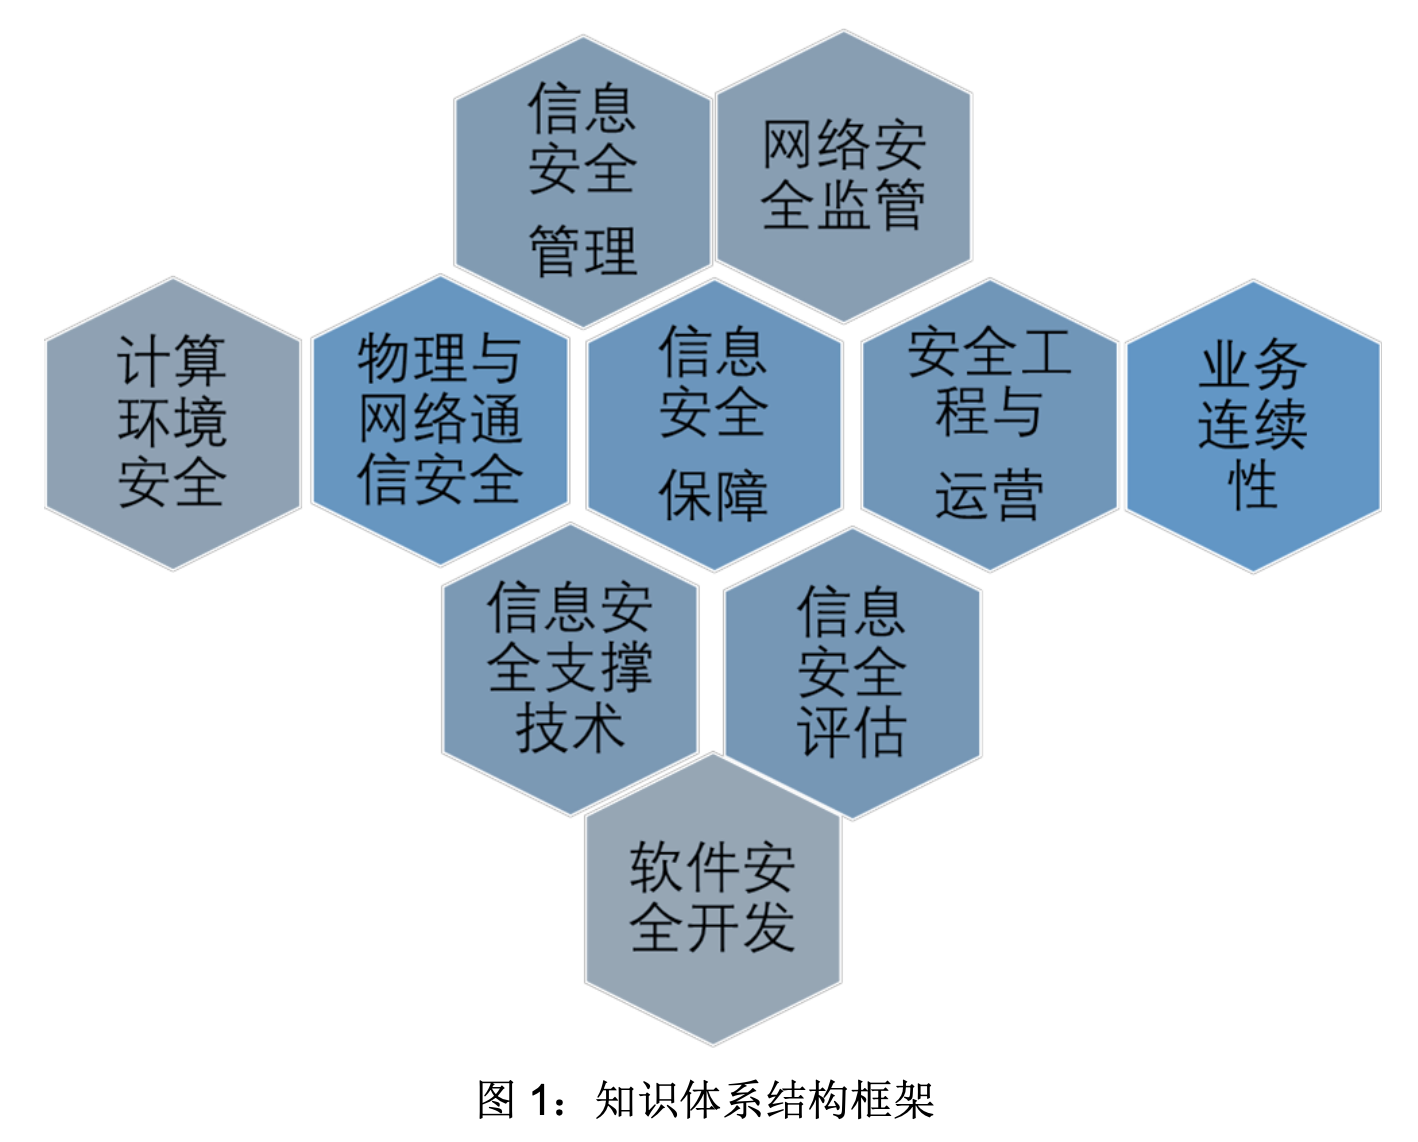 信息
安全
管理
网络安
全监管
计算
环境
安全
物理与
网络通
信安全
信息
安全
保障
安全工
程与
运营
业务
连续
性
信息安
全支撑
技术
信息
安全
评估
软件安
全开发
图 1：知识体系结构框架